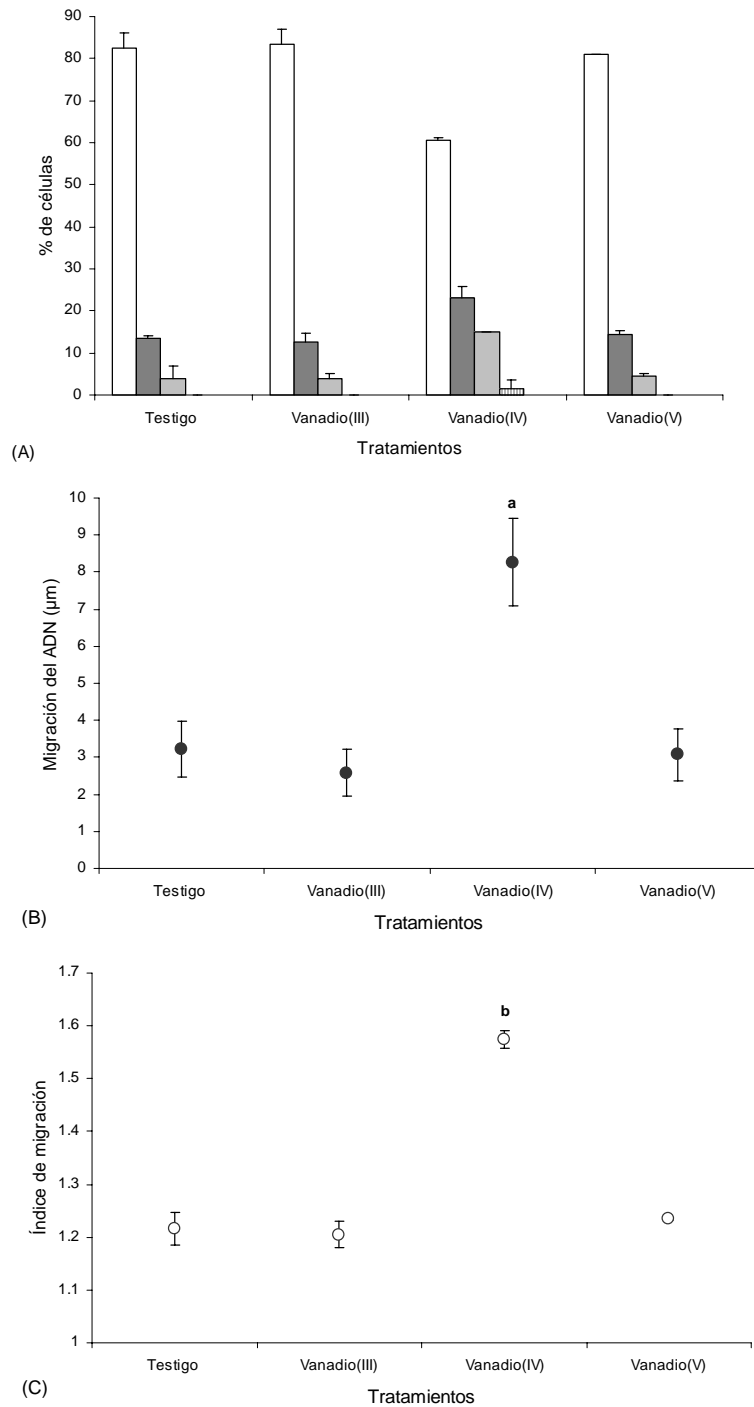 90
80
70
60
50
40
30
20
10
0
% de células
Testigo Vanadio(III) Vanadio(IV) Vanadio(V)
Tratamientos
(A)
10
9
8
7
6
5
4
3
2
1
0
Migración del ADN (µm)
a
Testigo Vanadio(III) Vanadio(IV) Vanadio(V)
Tratamientos
(B)
1.7
1.6
1.5
1.4
1.3
1.2
1.1
1
Índice de migración
b
Testigo Vanadio(III) Vanadio(IV) Vanadio(V)
Tratamientos
(C)